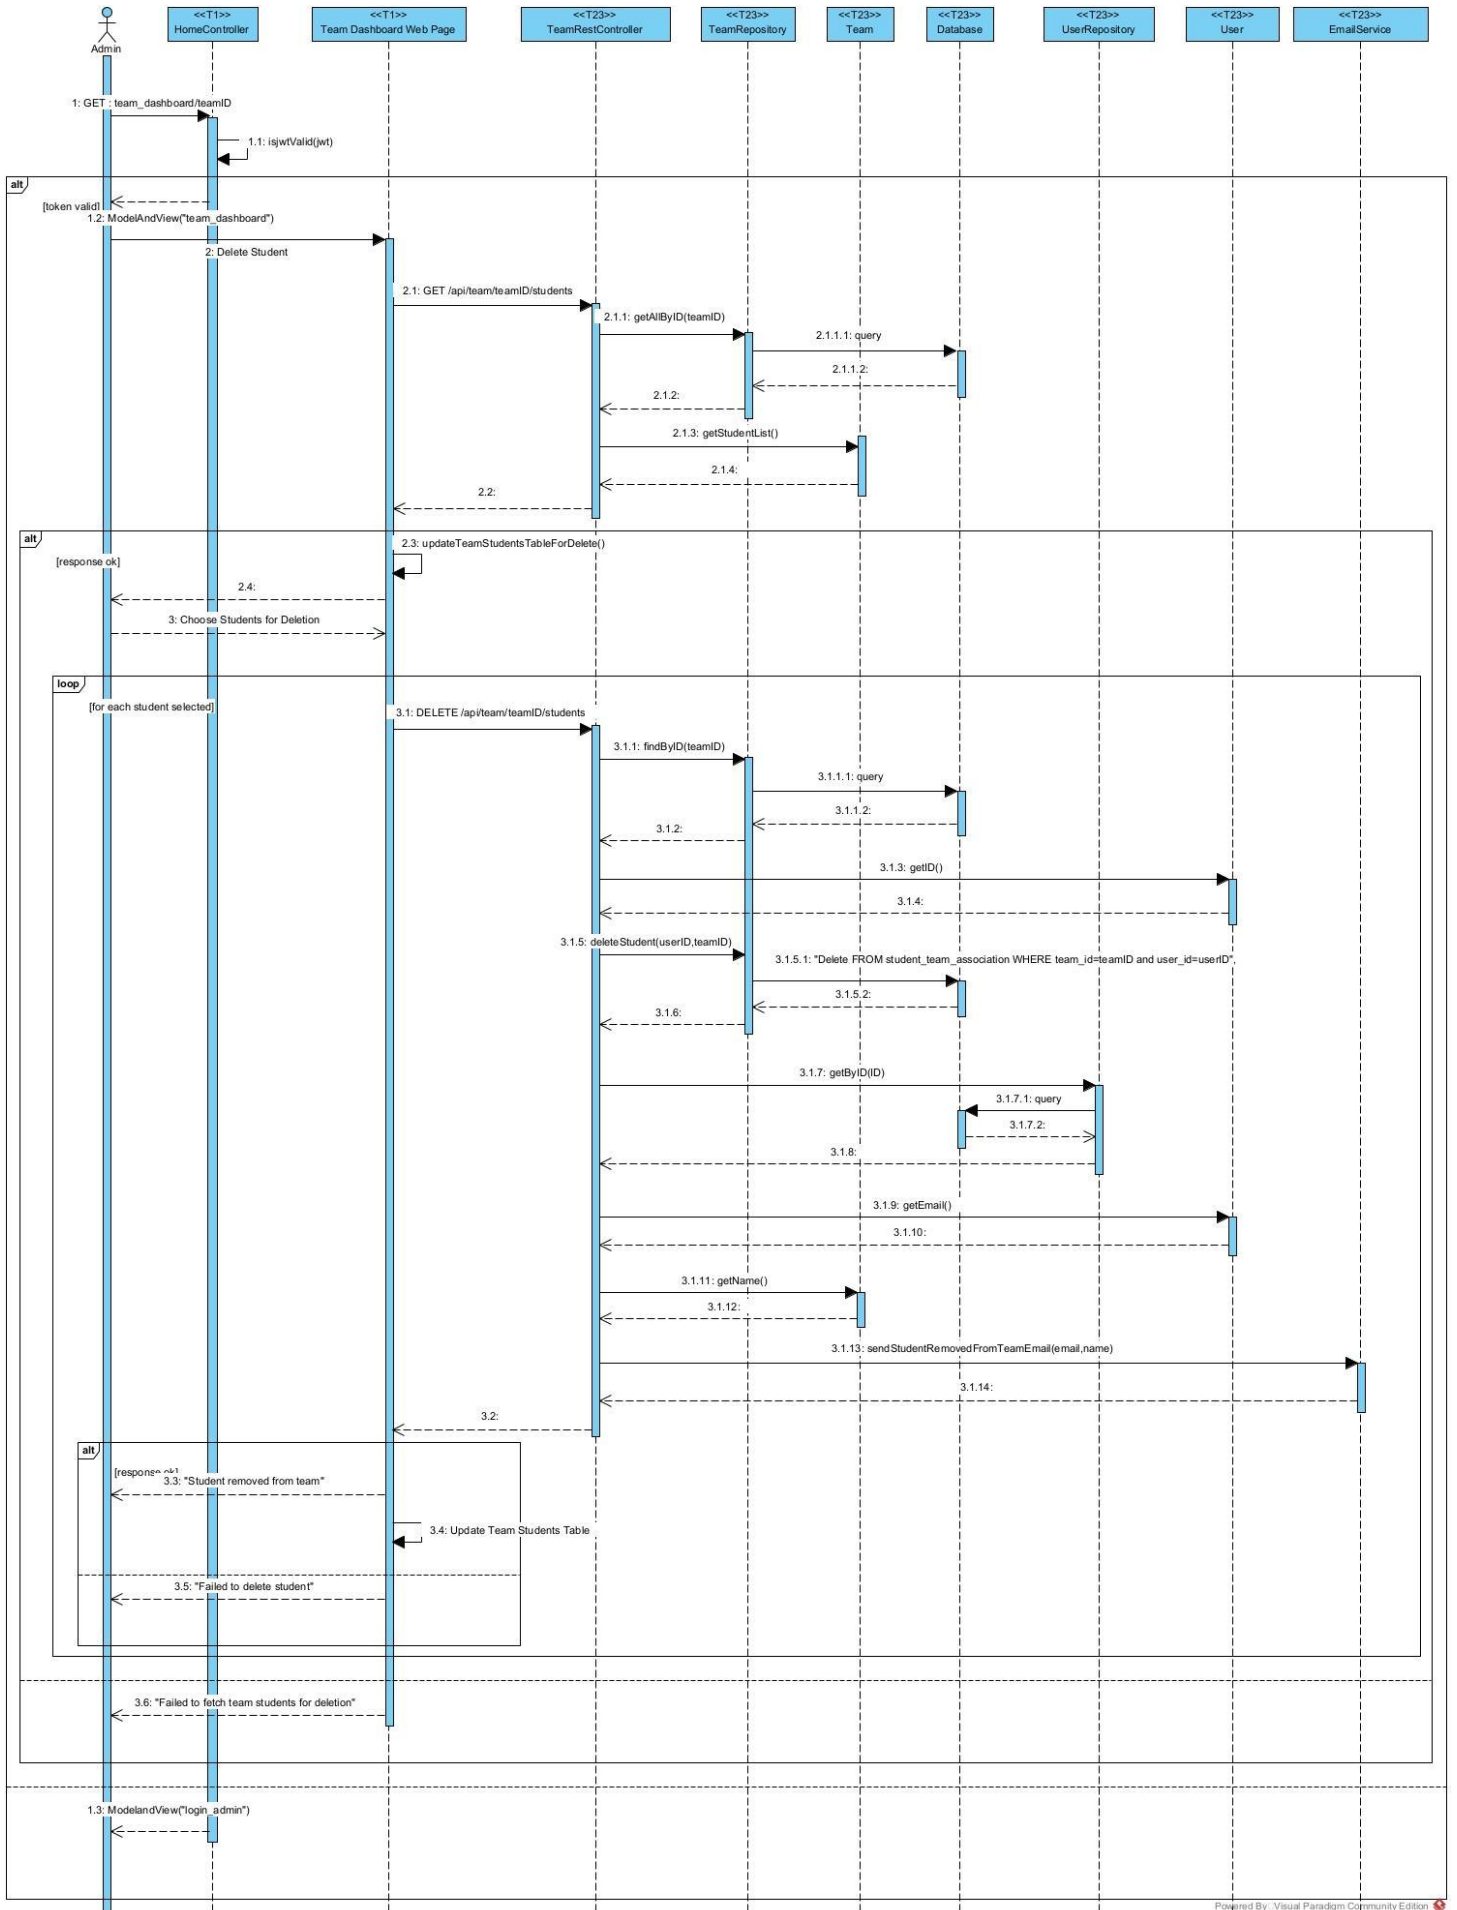 <<T1>>
HomeController
<<T1>>
Team Dashboard Web Page
<<T23>>
TeamRestController
<<T23>>
TeamRepository
<<T23>>
Team
<<T23>>
Database
<<T23>>
UserRepository
<<T23>>
User
<<T23>>
EmailService
Admin
1: GET : team_dashboard/teamID
1.1: isjwtValid(jwt)
alt
[token valid]
1.2: ModelAndView("team_dashboard")
2: Delete Student
2.1: GET /api/team/teamID/students
2.1.1: getAllByID(teamID)
2.1.1.1: query
2.1.1.2:
2.1.2:
2.1.3: getStudentList()
2.1.4:
2.2:
alt
2.3: updateTeamStudentsTableForDelete()
[response ok]
2.4:
3: Choose Students for Deletion
loop
[for each student selected]
3.1: DELETE /api/team/teamID/students
3.1.1: findByID(teamID)
3.1.1.1: query
3.1.1.2:
3.1.2:
3.1.3: getID()
3.1.4:
3.1.5: deleteStudent(userID,teamID)
3.1.5.1: "Delete FROM student_team_association WHERE team_id=teamID and user_id=userID",
3.1.5.2:
3.1.6:
3.1.7: getByID(ID)
3.1.7.1: query
3.1.7.2:
3.1.8:
3.1.9: getEmail()
3.1.10:
3.1.11: getName()
3.1.12:
3.1.13: sendStudentRemovedFromTeamEmail(email,name)
3.1.14:
3.2:
alt
[response ok]
3.3: "Student removed from team"
3.4: Update Team Students Table
3.5: "Failed to delete student"
3.6: "Failed to fetch team students for deletion"
1.3: ModelandView("login_admin")
Powered By Visual Paradigm Community Edition